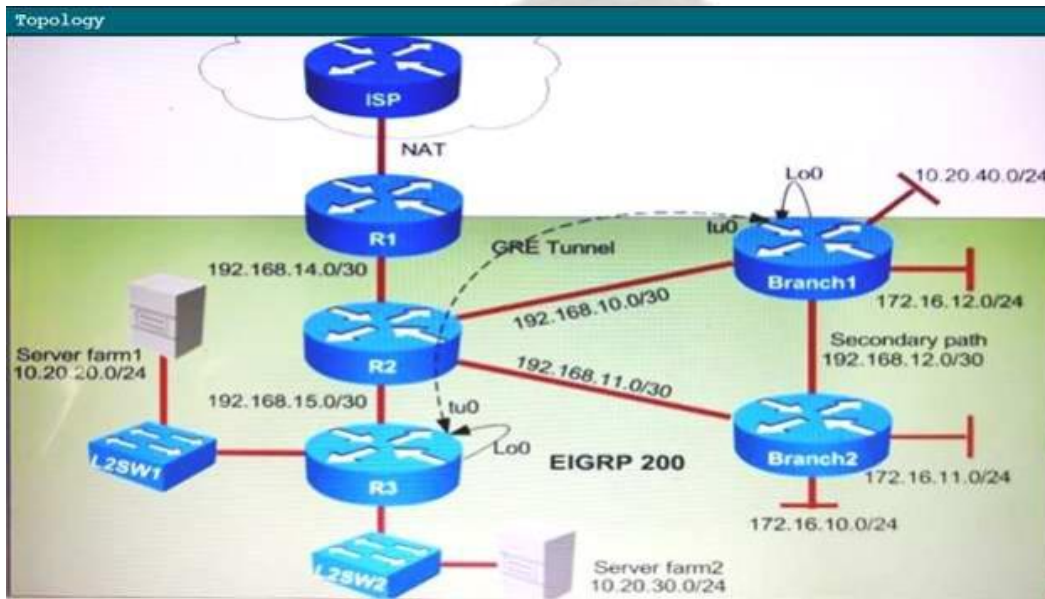 Topology
ISP
NAT
Lo0
10.20.40.0/24
R1
tu0
GRE Tunnel
Branch1
192.168.14.0/30
192.168.10.0/30
172.16.12.0/24
Server farm1
10.20.20.0/24
R2
Secondary path
192.168.12.0/30
192.168.11.0/30
192.168.15.0/30
tu0
Lo0
L2SW1
R3
EIGRP 200
Branch2
172.16.11.0/24
172.16.10.0/24
L2SW2
Server farm2
10.20.30.0/24